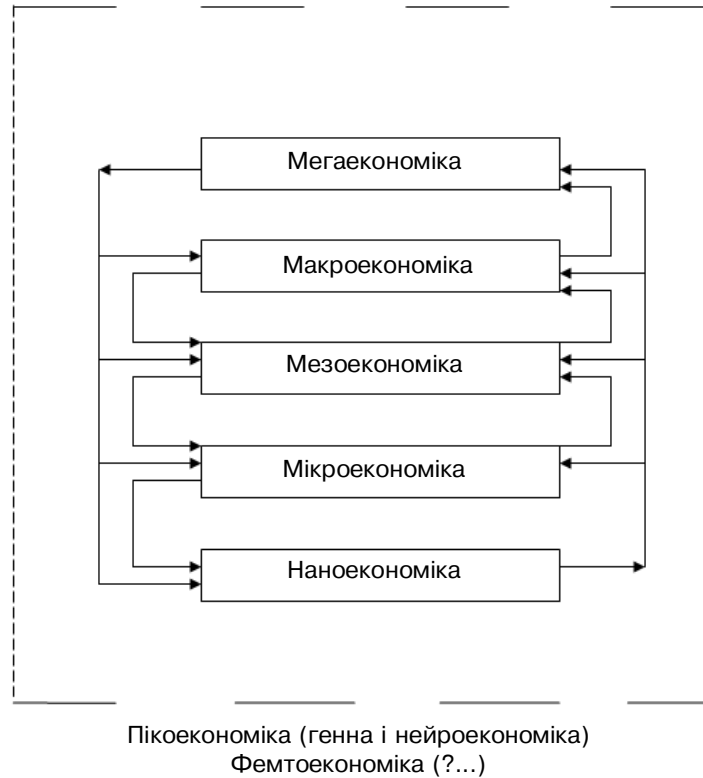 Мегаекономіка
Макроекономіка
Мезоекономіка
Мікроекономіка
Наноекономіка
Пікоекономіка (генна і нейроекономіка)
Фемтоекономіка (?...)